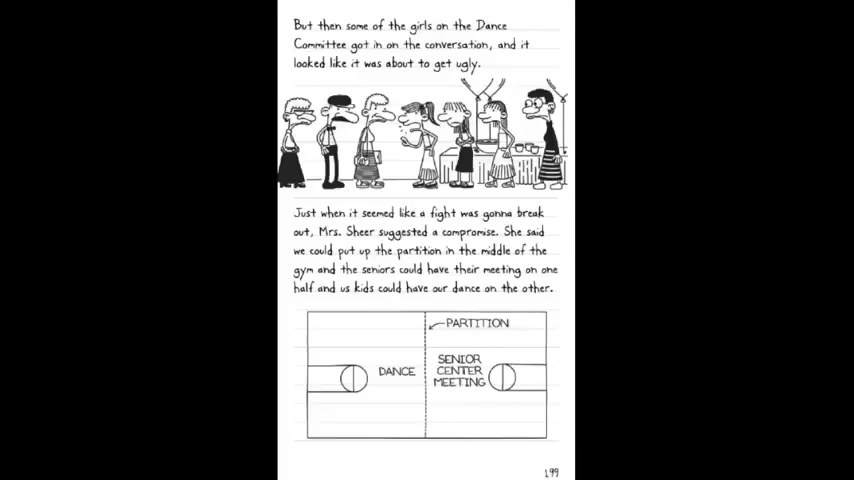 But then some of the girls on the Dance
Committee got in on the conversation, and it
looked like it was about to get ugly.
Just when it seemed like a fight was gonna break
out, Mrs. Sheer suggested a compromise. She said
we could put up the partition in the middle of the
gym and the seniors could have their meeting on one
half and us kids could have our dance on the other.
PARTITION
DANCE
SENIOR
CENTER
MEETING
199